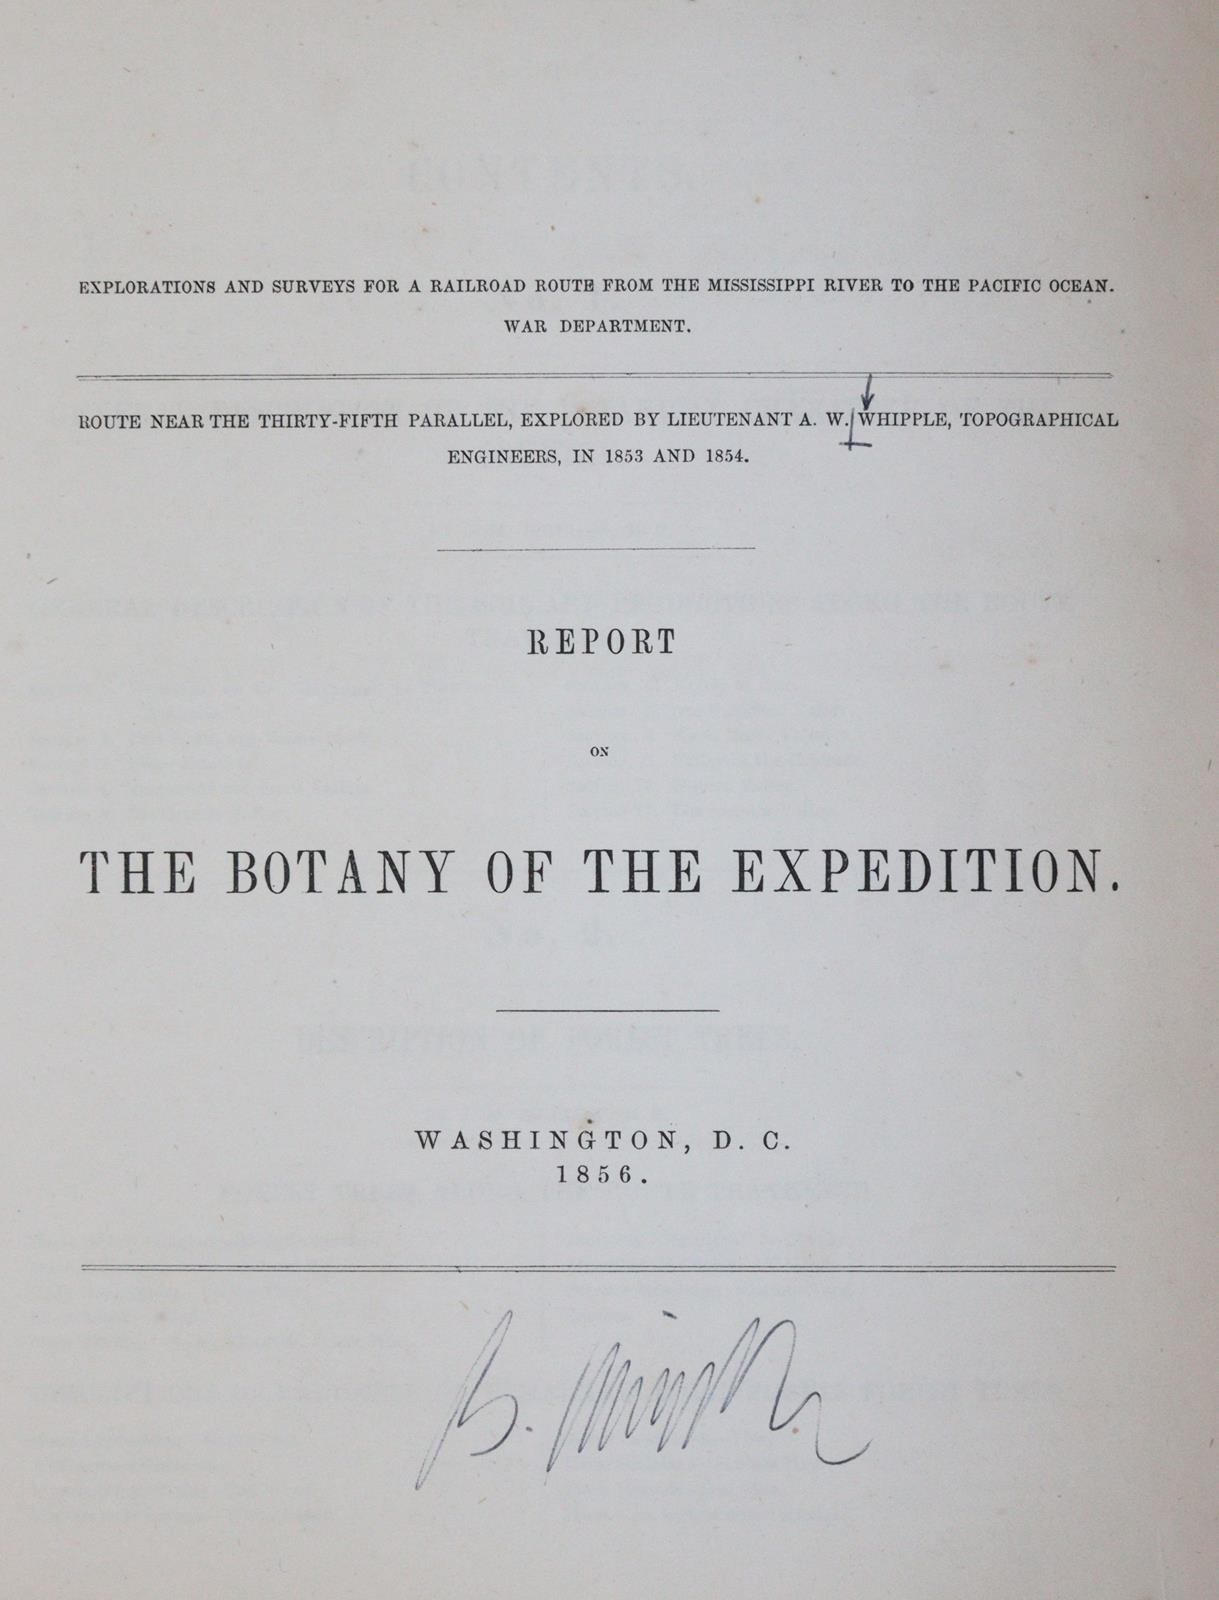 EXPLORATIONS AND SURVEYS FOR A RAILROAD ROUTE FROM THE MISSISSIPPI RIVER TO THE PACIFIC OCEAN.
WAR DEPARTMENT.
ROUTE NEAR THE THIRTY-FIFTH PARALLEL, EXPLORED BY LIEUTENANT A. W. WHIPPLE, TOPOGRAPHICAL
ENGINEERS, IN 1853 AND 1854.
REPORT
ON
THE BOTANY OF THE EXPEDITION.
WASHINGTON, D. C.
1856.